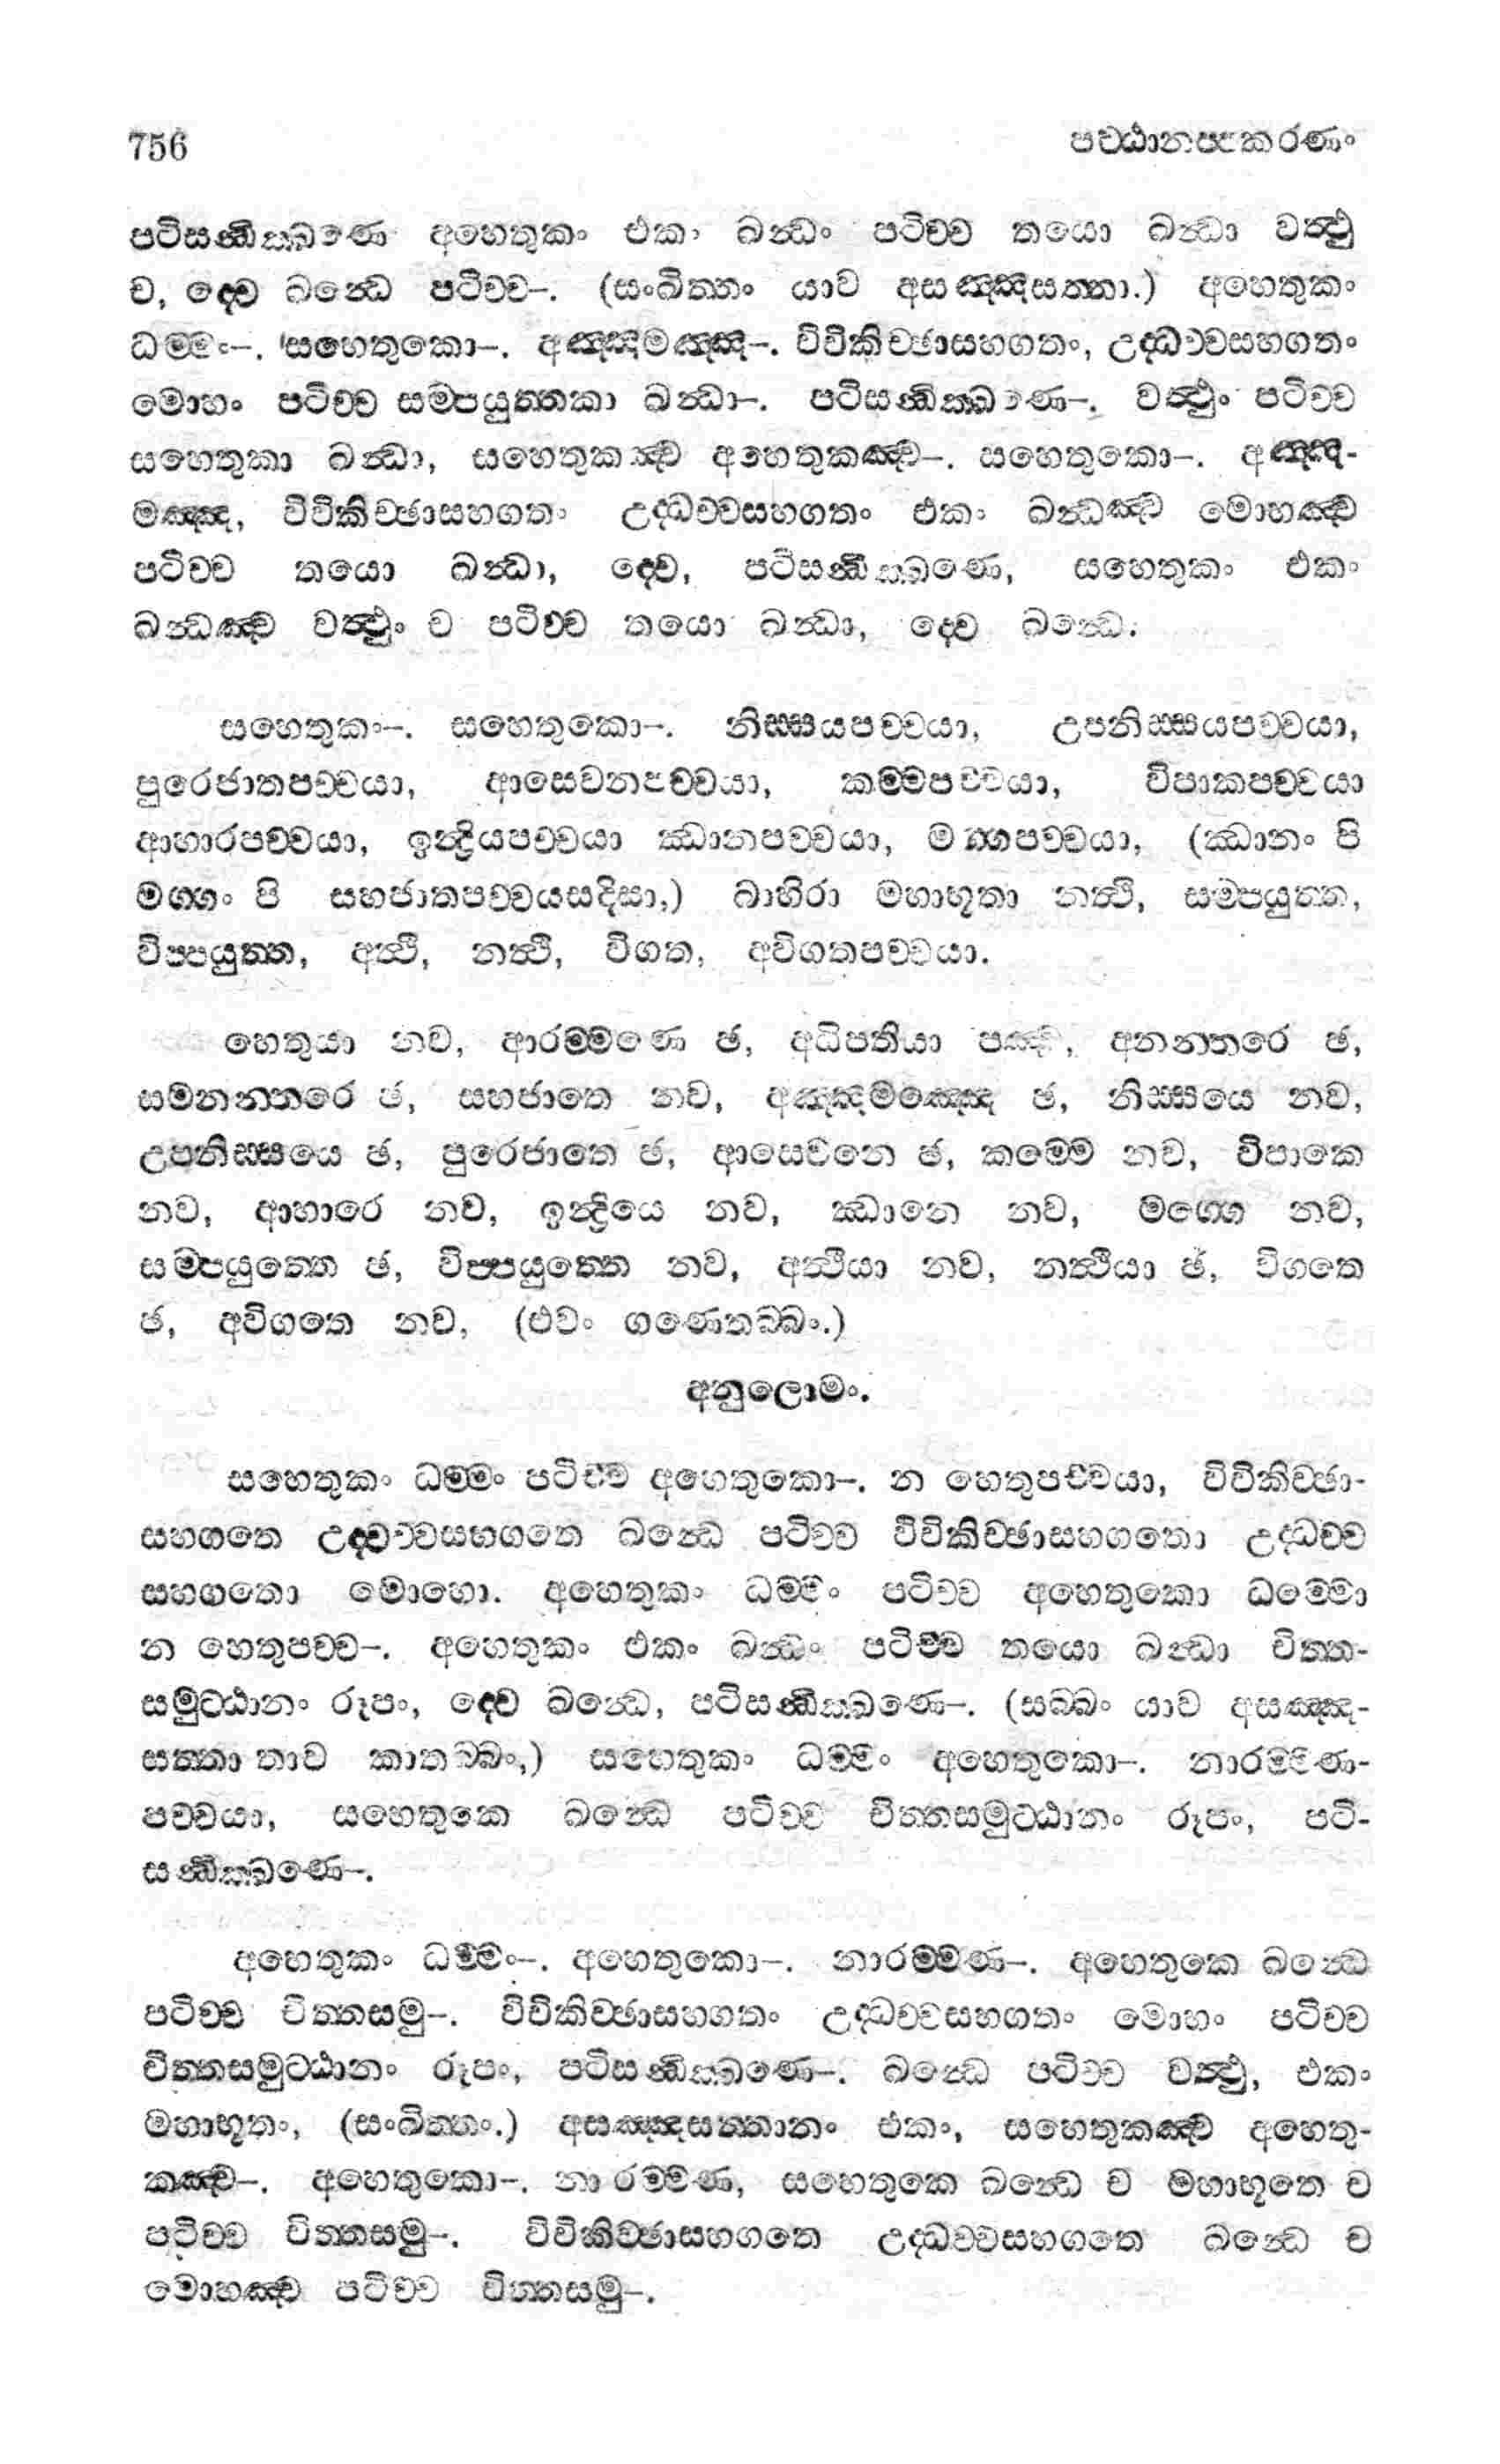 756 පට්ඨානප්පකරණං
පටිසන්ධික්ඛණෙ අහෙතුකං එකං ඛන්ධං පටිච්ච තයො ඛන්ධා වත්ථු
ච, ද්වෙ ඛන්ධෙ පටිච්ච–. (සංඛිත්තං යාව අසඤ්ඤසත්තා.) අහෙතුකං
ධම්මං–. සහෙතුකො–. අඤ්ඤමඤ්ඤ–. විචිකිච්ඡාසහගතං, උද්ධච්චසහගතං
මොහං පටිච්ච සම්පයුත්තකා ඛන්ධා–. පටිසන්ධික්ඛණෙ–. වත්ථුං පටිච්ච
සහෙතුකා ඛන්ධා, සහෙතුකඤ්ච අහෙතුකඤ්ච–. සහෙතුකො–. අඤ්ඤ-
මඤ්ඤ, විචිකිච්ඡාසහගතං උද්ධච්චසහගතං එකං ඛන්ධඤ්ච මොහඤ්ච
පටිච්ච තයො ඛන්ධා, ද්වෙ, පටිසන්ධික්ඛණෙ, සහෙතුකං එකං
ඛන්ධඤ්ච වත්ථුං ච පටිච්ච තයො ඛන්ධා, ද්වෙ ඛන්ධෙ.
සහෙතුකං–. සහෙතුකො–. නිස්සයපච්චයා, උපනිස්සයපච්චයා,
පුරෙජාතපච්චයා, ආසෙවනපච්චයා, කම්මපච්චයා, විපාකපච්චයා
ආහාරපච්චයා, ඉන්ද්‍රියපච්චයා ඣානපච්චයා, මග්ගපච්චයා, (ඣානං පි
මග්ගං පි සහජාතපච්චයසදිසා,) බාහිරා මහාභූතා නත්ථි, සම්පයුත්ත,
විප්පයුත්ත, අත්ථි, නත්ථි, විගත, අවිගතපච්චයා.
හෙතුයා නව, ආරම්මණෙ ඡ, අධිපතියා පඤ්ච, අනන්තරෙ ඡ,
සමනන්තරෙ ඡ, සහජාතෙ නව, අඤ්ඤමඤ්ඤෙ ඡ, නිස්සයෙ නව,
උපනිස්සයෙ ඡ, පුරෙජාතෙ ඡ, ආසෙවනෙ ඡ, කම්මෙ නව, විපාකෙ
නව, ආහාරෙ නව, ඉන්ද්‍රියෙ නව, ඣානෙ නව, මග්ගෙ නව,
සම්පයුත්තෙ ඡ, විප්පයුත්තෙ නව, අත්ථියා නව, නත්ථියා ඡ, විගතෙ
ඡ, අවිගතෙ නව, (එවං ගණෙතබ්බං.)
අනුලොමං.
සහෙතුකං ධම්මං පටිච්ච අහෙතුකො–. න හෙතුපච්චයා, විචිකිච්ඡා-
සහගතෙ උද්ධච්චසහගතෙ ඛන්ධෙ පටිච්ච විචිකිච්ඡාසහගතො උද්ධච්ච
සහගතො මොහො. අහෙතුකං ධම්මං පටිච්ච අහෙතුකො ධම්මො
න හෙතුපච්ච–. අහෙතුකං එකං ඛන්ධං පටිච්ච තයො ඛන්ධා චිත්ත-
සමුට්ඨානං රූපං, ද්වෙ ඛන්ධෙ, පටිසන්ධික්ඛණෙ–. (සබ්බං යාව අසඤ්ඤ-
සත්තා තාව කාතබ්බං,) සහෙතුකං ධම්මං අහෙතුකො–. නාරම්මණ-
පච්චයා, සහෙතුකෙ ඛන්ධෙ පටිච්ච චිත්තසමුට්ඨානං රූපං, පටි-
සන්ධික්ඛණෙ–.
අහෙතුකං ධම්මං–. අහෙතුකො–. නාරම්මණ–. අහෙතුකෙ ඛන්ධෙ
පටිච්ච චිත්තසමු–. විචිකිච්ඡාසහගතං උද්ධච්චසහගතං මොහං පටිච්ච
චිත්තසමුට්ඨානං රූපං, පටිසන්ධික්ඛණෙ–. ඛන්ධෙ පටිච්ච වත්ථු, එකං
මහාභූතං, (සංඛිත්තං.) අසඤ්ඤසත්තානං එකං, සහෙතුකඤ්ච අහෙතු-
කඤ්ච–. අහෙතුකො–. නාරම්මණ, සහෙතුකෙ ඛන්ධෙ ච මහාභූතෙ ච
පටිච්ච චිත්තසමු–. විචිකිච්ඡාසහගතෙ උද්ධච්චසහගතෙ ඛන්ධෙ ච
මොහඤ්ච පටිච්ච චිත්තසමු–.